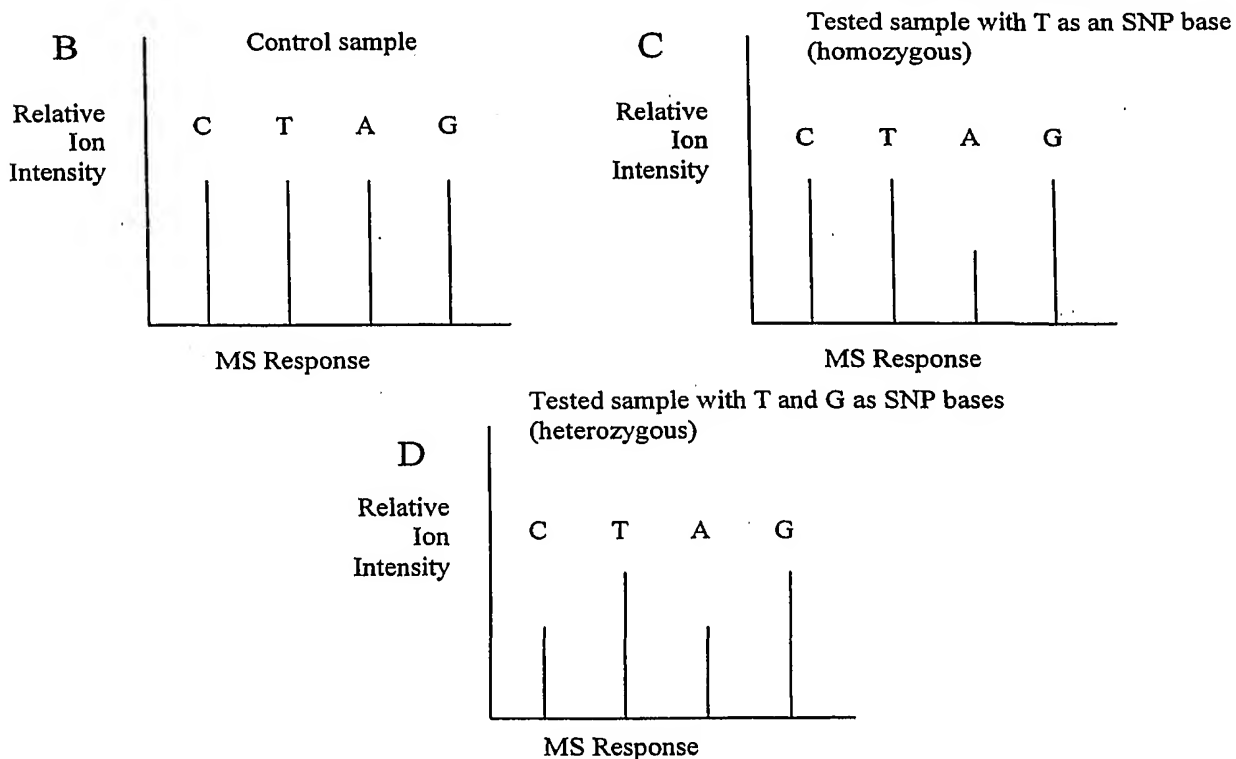 B
Control sample
Relative
Ion
Intensity
C T A G
MS Response
C
Tested sample with T as an SNP base
(homozygous)
Relative
Ion
Intensity
C T A G
MS Response
Tested sample with T and G as SNP bases
(heterozygous)
D
Relative
Ion
Intensity
C T A G
MS Response